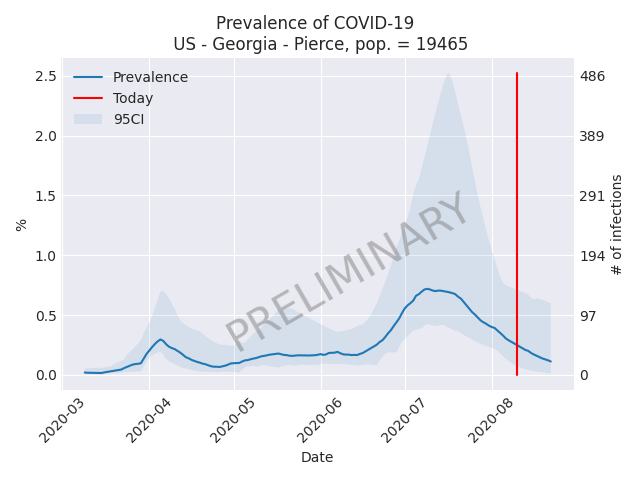 Prevalence of COVID-19
US - Georgia - Pierce, pop. = 19465
Prevalence
Today
95CI
PRELIMINARY
2.5
2.0
1.5
1.0
0.5
0.0
%
486
389
291
194
97
0
# of infections
2020-03
2020-04
2020-05
2020-06
2020-07
2020-08
Date